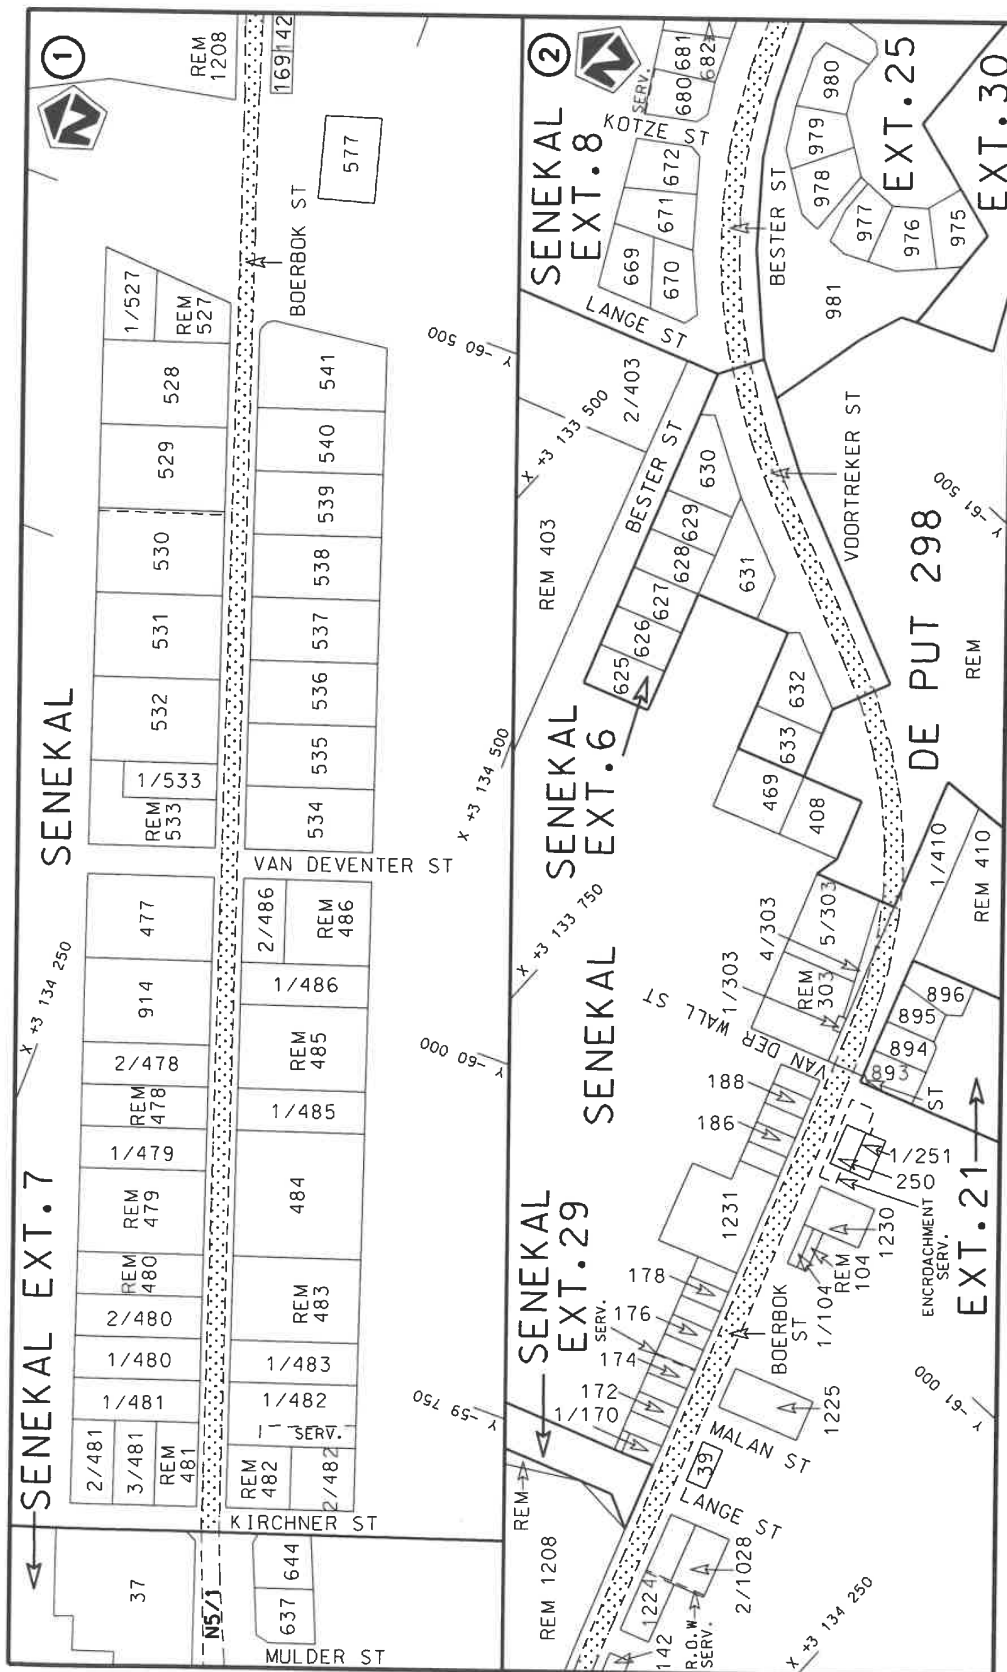 1
SENEKAL
SENEKAL EXT.7
REM
1208
169
142
577
BOERBOK ST
1/527
REM
527
528
529
530
531
532
1/533
REM
533
541
540
539
538
537
536
535
534
VAN DEVENTER ST
477
914
2/478
REM
478
1/479
REM
479
REM
480
2/480
1/480
1/481
2/481
3/481
REM
481
2/486
REM
486
1/486
REM
485
1/485
484
REM
483
1/483
1/482
SERV.
REM
482
2/482
KIRCHNER ST
37
N5/1
644
637
MULDER ST
X +3 134 250
X +3 134 500
Y -60 500
Y -60 000
Y -59 750
2
SENEKAL
EXT.8
SERV.
680
681
682
KOTZE ST
672
671
669
670
LANGE ST
BESTER ST
980
979
978
977
976
975
981
EXT.25
EXT.30
2/403
X +3 133 500
REM 403
BESTER ST
630
629
628
627
626
625
631
632
633
469
408
VOORTREKER ST
Y -61 500
DE PUT 298
REM
SENEKAL
EXT.6
X +3 133 750
SENEKAL
1/410
REM 410
4/303
5/303
REM
303
1/303
VAN DER WALL ST
896
895
894
893
ST
188
186
1231
1/251
250
ENCROACHMENT
SERV.
EXT.21
1230
REM
104
1/104
BOERBOK
ST
SENEKAL
EXT.29
178
176
SERV.
174
172
1/170
1225
MALAN ST
39
LANGE ST
REM
REM 1208
1224
2/1028
R.O.W
SERV.
142
X +3 134 250
Y -61 000